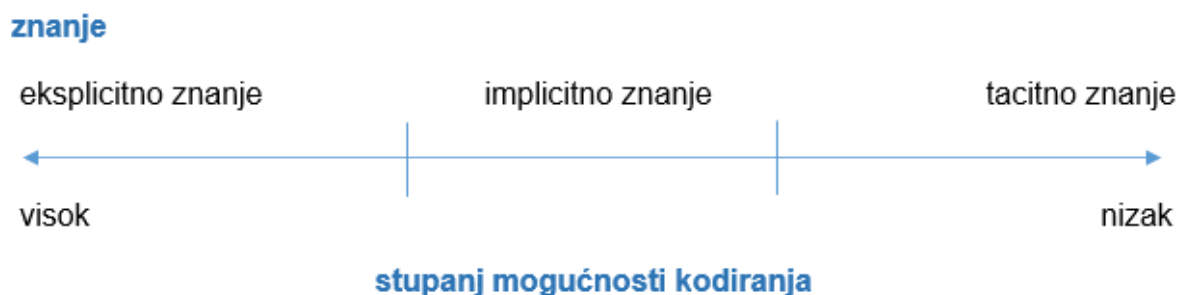 znanje
eksplicitno znanje implicitno znanje tacitno znanje
visok nizak
stupanj mogućnosti kodiranja